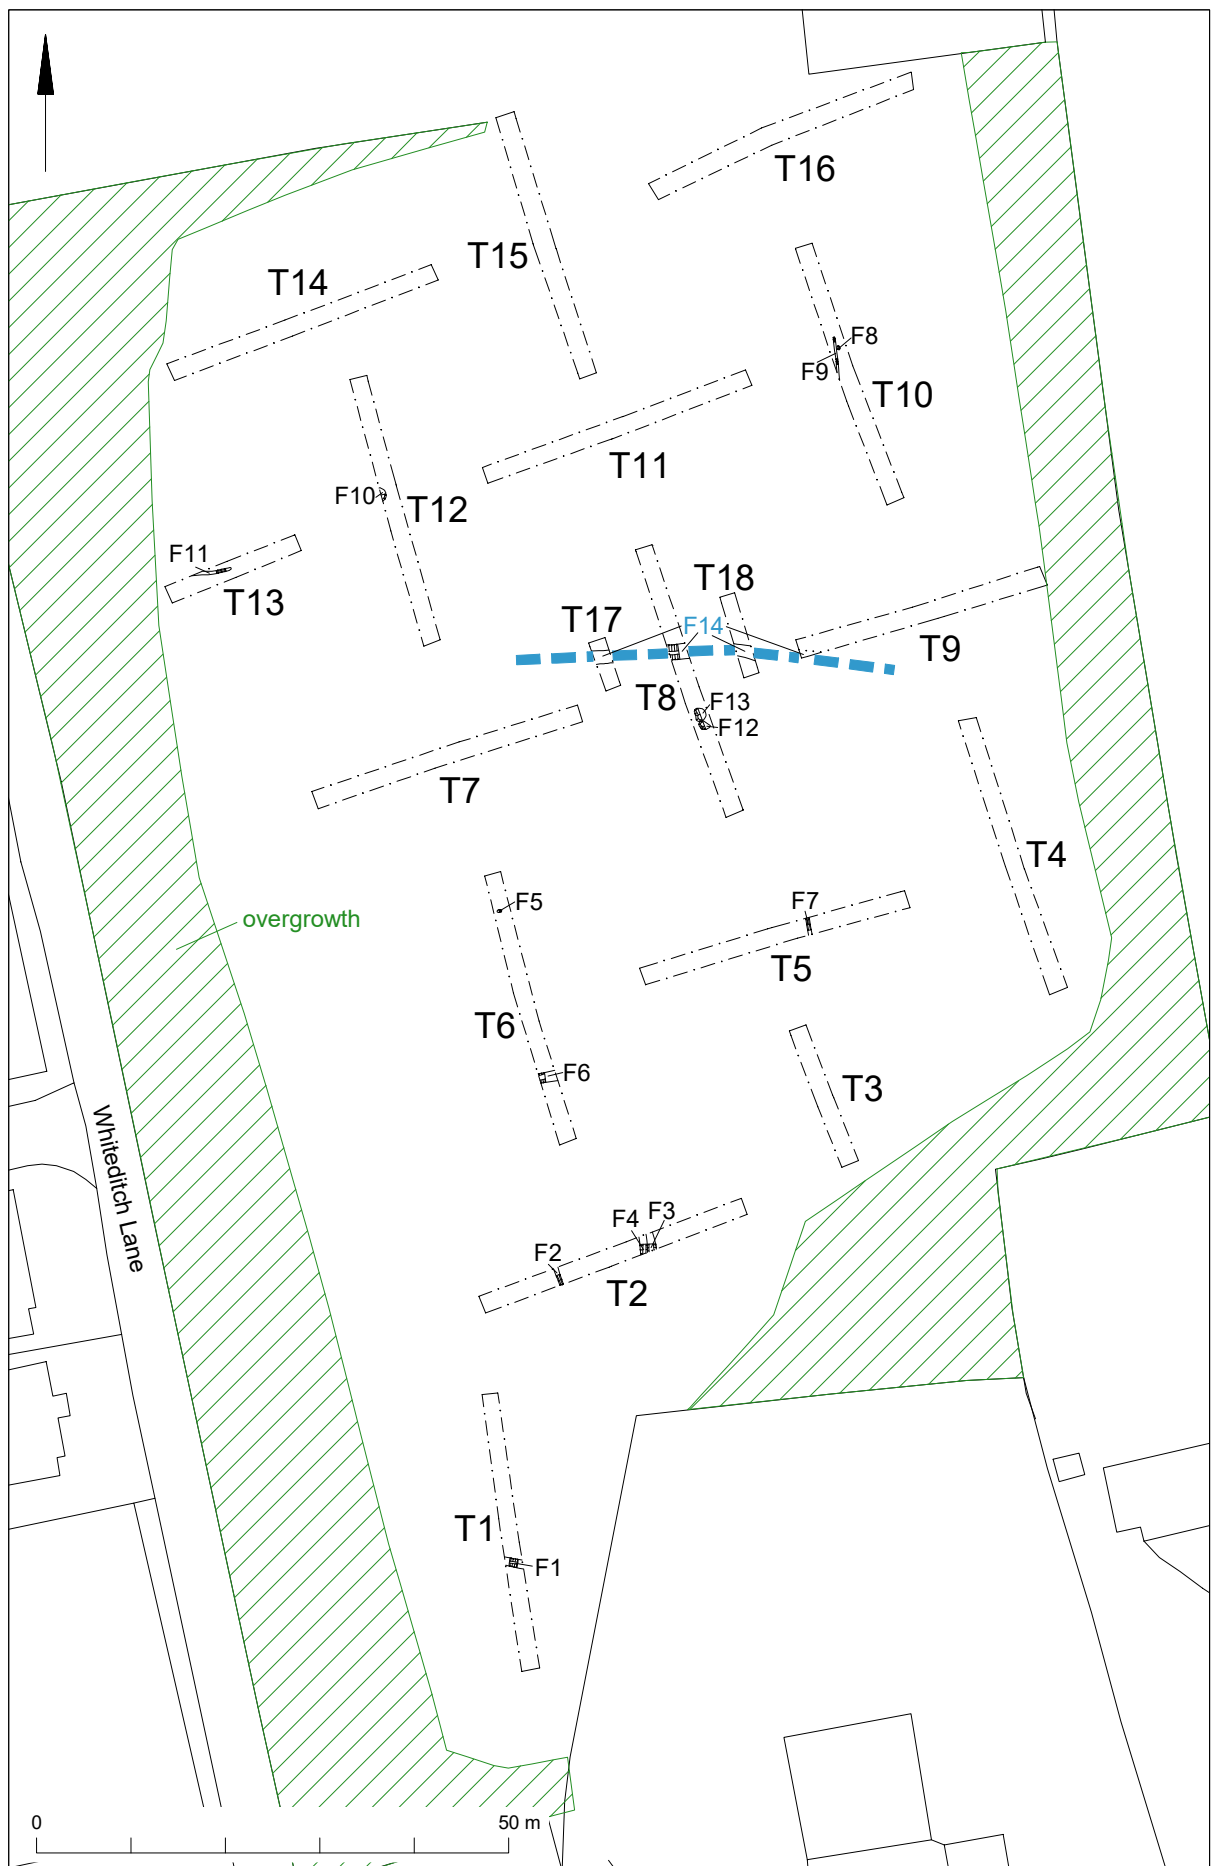 T16
T15
T14
F8
F9
T10
T11
F10
T12
F11
T13
T18
T17
F14
T9
T8
F13
F12
T7
T4
F5
F7
overgrowth
T5
T6
F6
T3
Whiteditch Lane
F4
F3
F2
T2
T1
F1
0
50 m